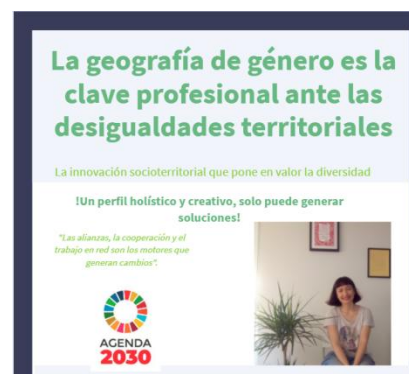 La geografía de género es la
clave profesional ante las
desigualdades territoriales
La innovación socioterritorial que pone en valor la diversidad
!Un perfil holístico y creativo, solo puede generar
soluciones!
"Las alianzas, la cooperación y el
trabajo en red son los motores que
generan cambios".
AGENDA
2030